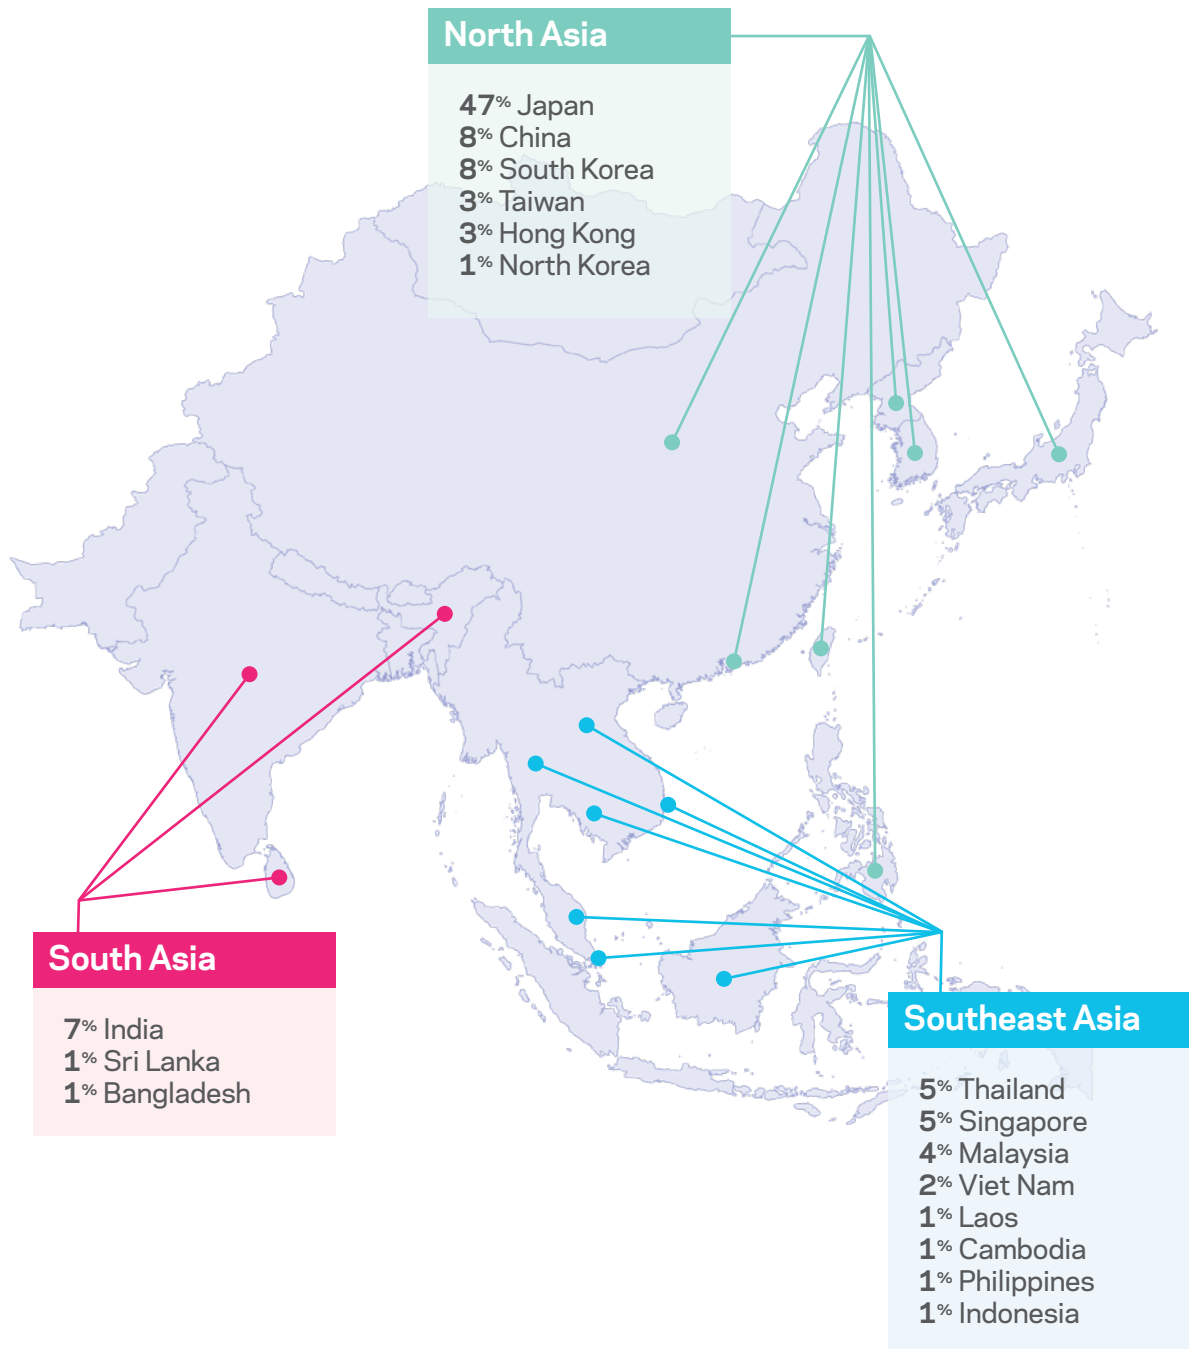 North Asia
47% Japan
8% China
8% South Korea
3% Taiwan
3% Hong Kong
1% North Korea
South Asia
7% India
1% Sri Lanka
1% Bangladesh
Southeast Asia
5% Thailand
5% Singapore
4% Malaysia
2% Viet Nam
1% Laos
1% Cambodia
1% Philippines
1% Indonesia